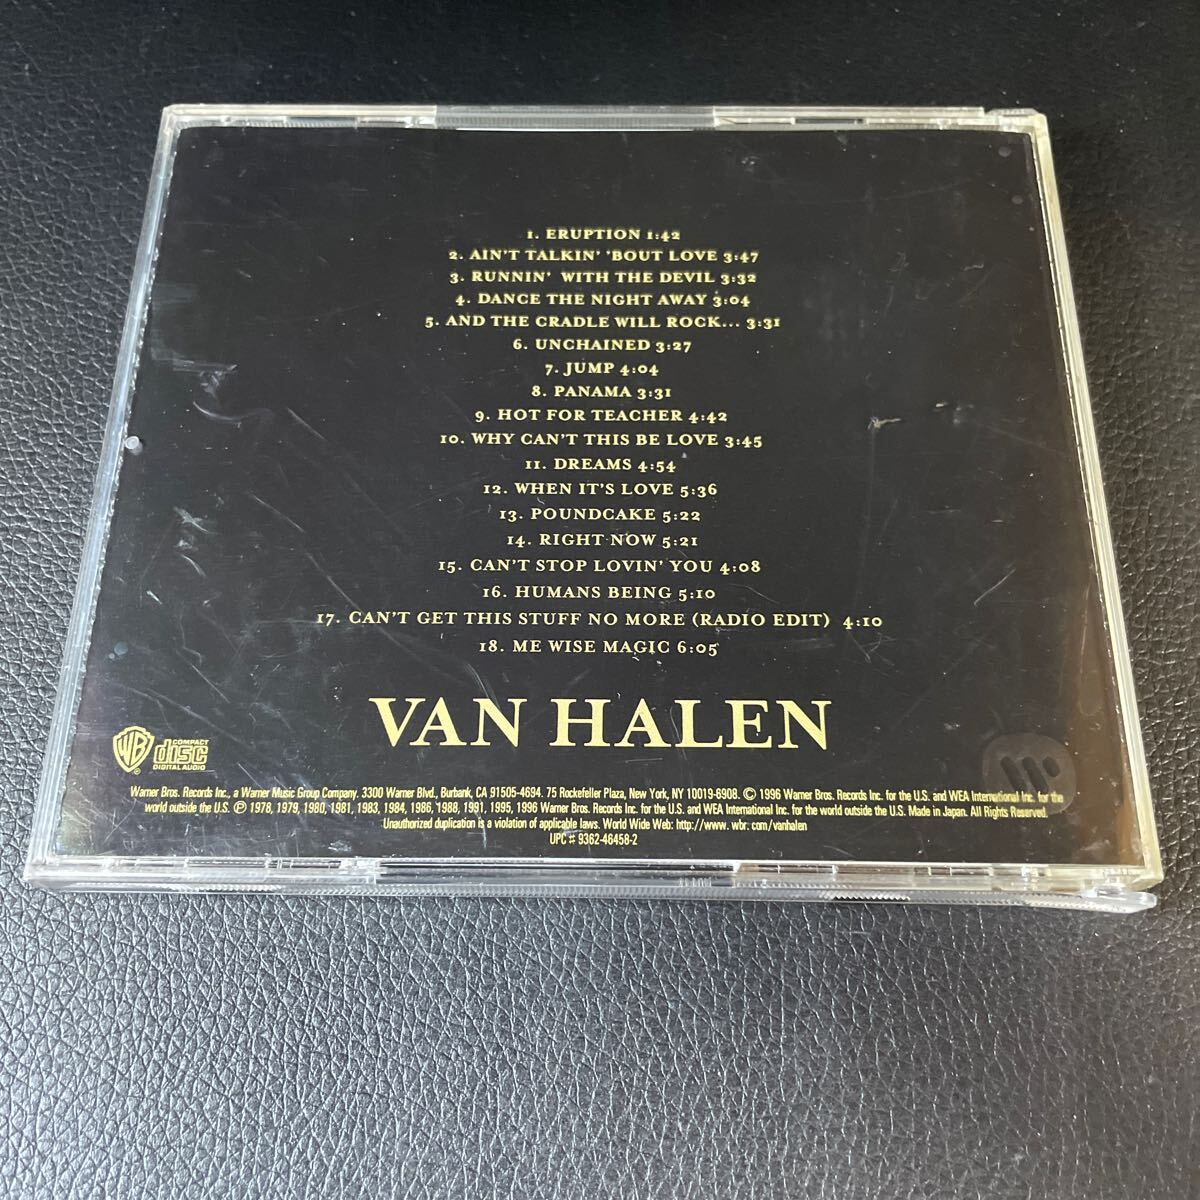 1. ERUPTION 1:42
2. AIN'T TALKIN' 'BOUT LOVE 3:47
3. RUNNIN' WITH THE DEVIL 3:32
4. DANCE THE NIGHT AWAY 3:04
5. AND THE CRADLE WILL ROCK... 3:31
6. UNCHAINED 3:27
7. JUMP 4:04
8. PANAMA 3:31
9. HOT FOR TEACHER 4:42
10. WHY CAN'T THIS BE LOVE 3:45
11. DREAMS 4:54
12. WHEN IT'S LOVE 5:36
13. POUNDCAKE 5:22
14. RIGHT NOW 5:21
15. CAN'T STOP LOVIN' YOU 4:08
16. HUMANS BEING 5:10
17. CAN'T GET THIS STUFF NO MORE (RADIO EDIT) 4:10
18. ME WISE MAGIC 6:05
VAN HALEN
WB
COMPACT
disc
DIGITAL AUDIO
Warner Bros. Records Inc., a Warner Music Group Company. 3300 Warner Blvd., Burbank, CA 91505-4694. 75 Rockefeller Plaza, New York, NY 10019-6908. © 1996 Warner Bros. Records Inc. for the U.S. and WEA International Inc. for the
world outside the U.S. ℗ 1978, 1979, 1980, 1981, 1983, 1984, 1986, 1988, 1991, 1995, 1996 Warner Bros. Records Inc. for the U.S. and WEA International Inc. for the world outside the U.S. Made in Japan. All Rights Reserved.
Unauthorized duplication is a violation of applicable laws. World Wide Web: http://www. wbr. com/vanhalen
UPC # 9362-46458-2